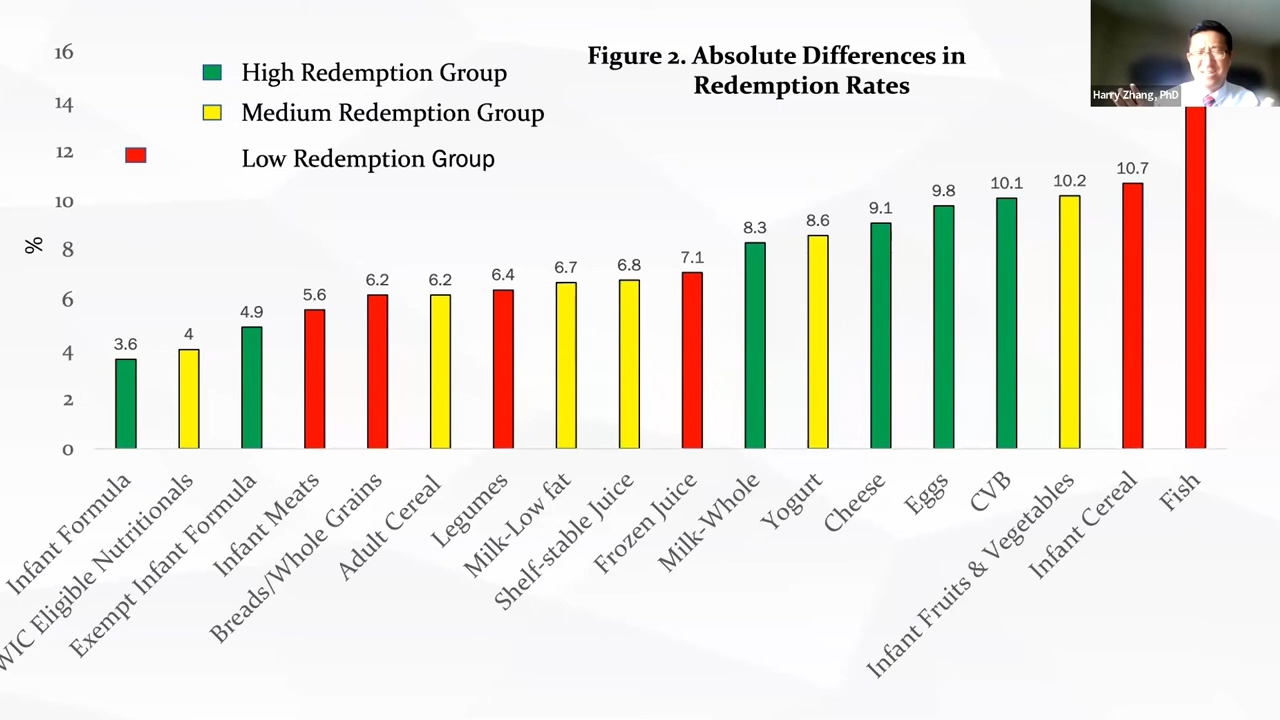 Figure 2. Absolute Differences in
Redemption Rates
Harry Zhang, PhD
High Redemption Group
Medium Redemption Group
Low Redemption Group
%
16
14
12
10
8
6
4
2
0
3.6
4
4.9
5.6
6.2
6.2
6.4
6.7
6.8
7.1
8.3
8.6
9.1
9.8
10.1
10.2
10.7
Infant Formula
WIC Eligible Nutritionals
Exempt Infant Formula
Infant Meats
Breads/Whole Grains
Adult Cereal
Legumes
Milk-Low fat
Shelf-stable Juice
Frozen Juice
Milk-Whole
Yogurt
Cheese
Eggs
CVB
Infant Fruits & Vegetables
Infant Cereal
Fish